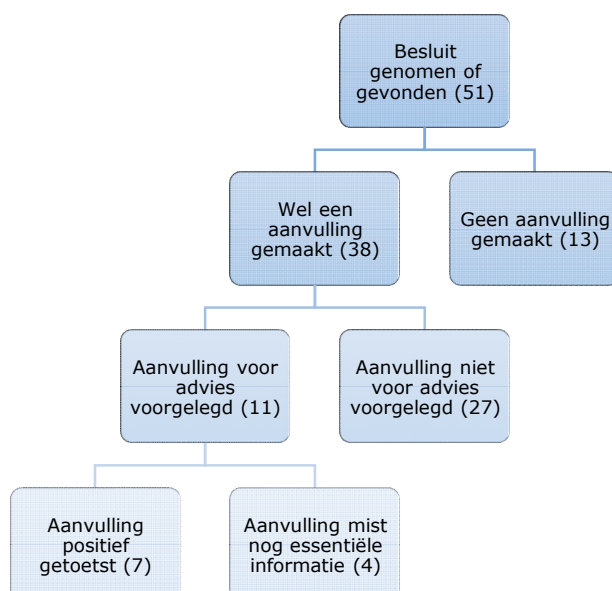 Besluit
genomen of
gevonden (51)
Wel een
aanvulling
gemaakt (38)
Geen aanvulling
gemaakt (13)
Aanvulling voor
advies
voorgelegd (11)
Aanvulling niet
voor advies
voorgelegd (27)
Aanvulling
positief
getoetst (7)
Aanvulling mist
nog essentiële
informatie (4)